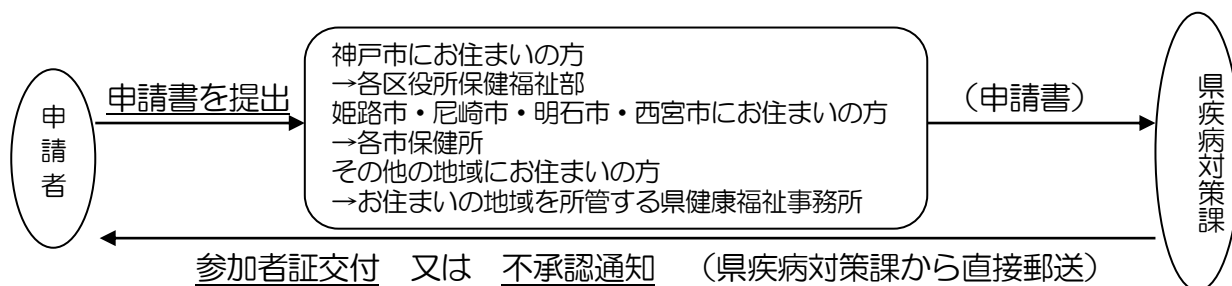 申請者
申請書を提出
神戸市にお住まいの方
→各区役所保健福祉部
姫路市・尼崎市・明石市・西宮市にお住まいの方
→各市保健所
その他の地域にお住まいの方
→お住まいの地域を所管する県健康福祉事務所
（申請書）
県疾病対策課
参加者証交付　又は　不承認通知　（県疾病対策課から直接郵送）